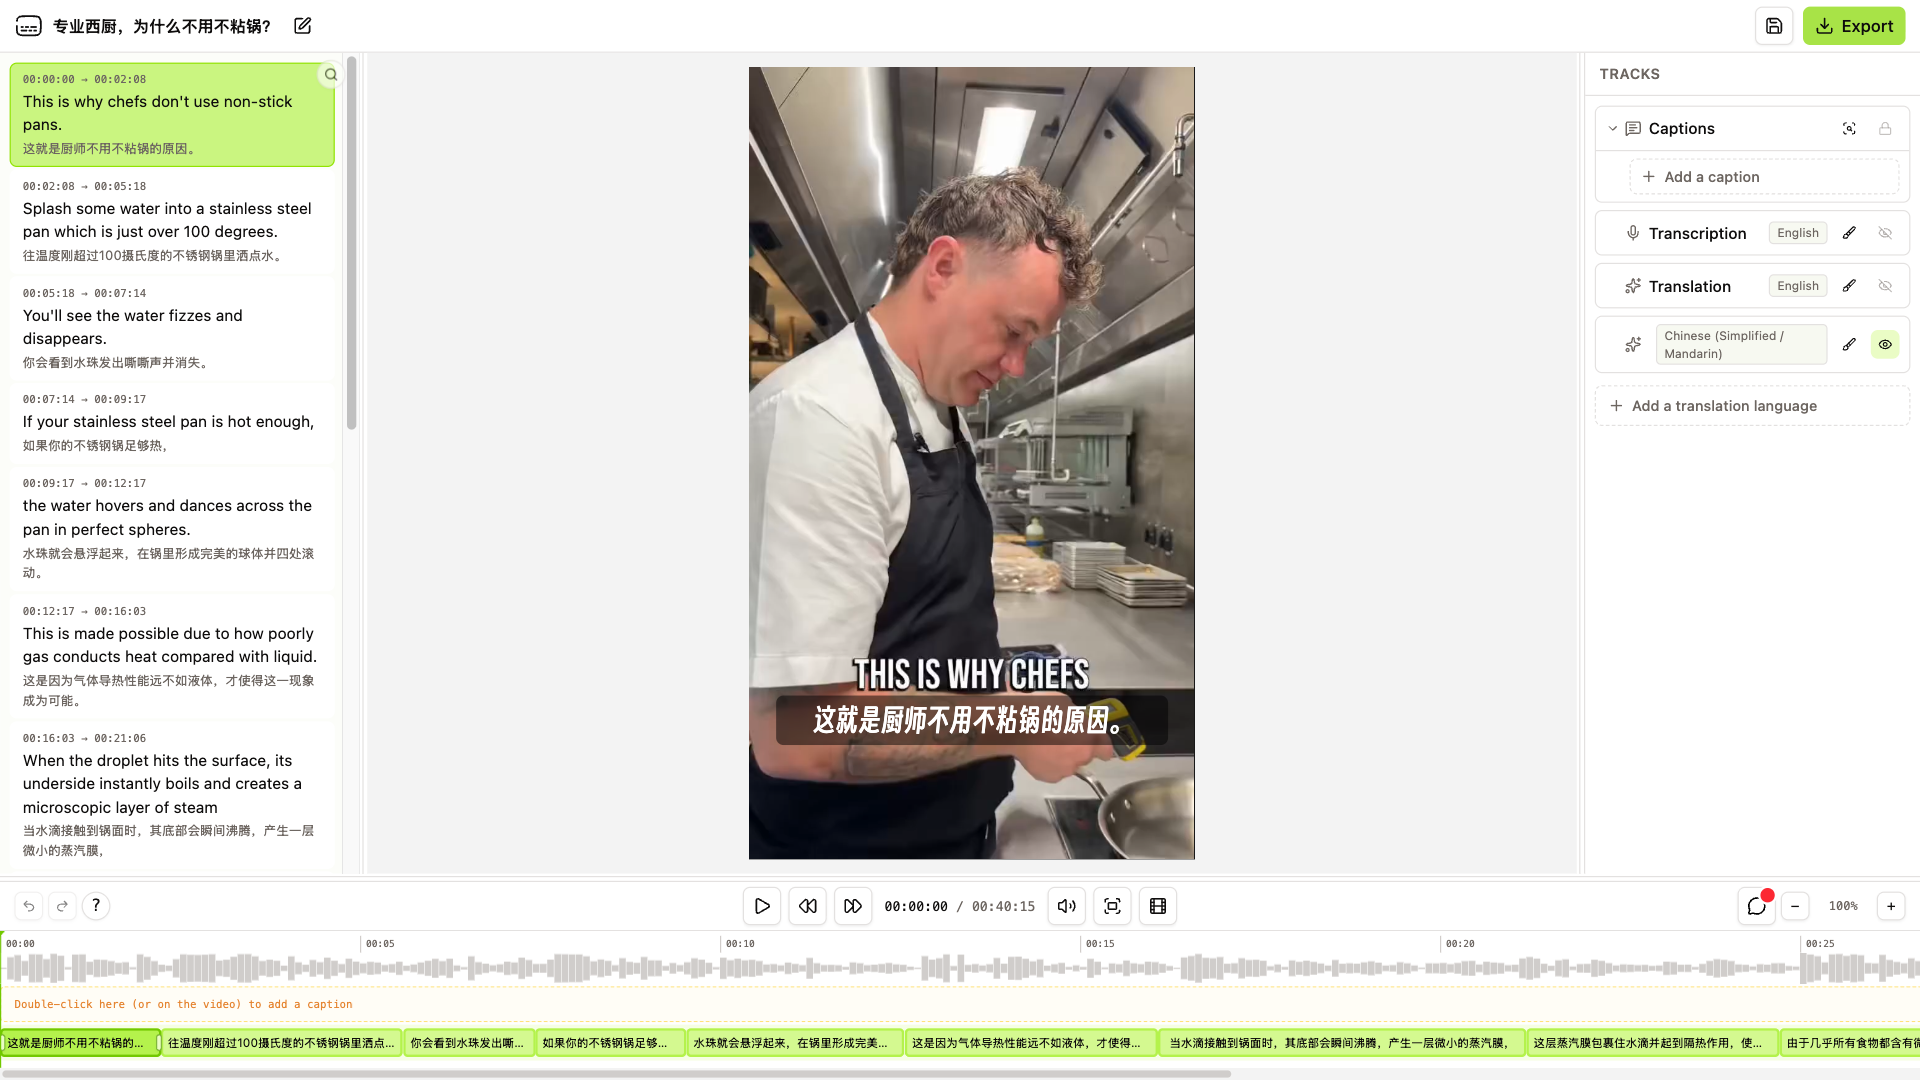 专业西厨，为什么不用不粘锅？
Export
00:00:00 → 00:02:08
This is why chefs don't use non-stick
pans.
这就是厨师不用不粘锅的原因。
00:02:08 → 00:05:18
Splash some water into a stainless steel
pan which is just over 100 degrees.
往温度刚超过100摄氏度的不锈钢锅里洒点水。
00:05:18 → 00:07:14
You'll see the water fizzes and
disappears.
你会看到水珠发出嘶嘶声并消失。
00:07:14 → 00:09:17
If your stainless steel pan is hot enough,
如果你的不锈钢锅足够热，
00:09:17 → 00:12:17
the water hovers and dances across the
pan in perfect spheres.
水珠就会悬浮起来，在锅里形成完美的球体并四处滚
动。
00:12:17 → 00:16:03
This is made possible due to how poorly
gas conducts heat compared with liquid.
这是因为气体导热性能远不如液体，才使得这一现象
成为可能。
00:16:03 → 00:21:06
When the droplet hits the surface, its
underside instantly boils and creates a
microscopic layer of steam
当水滴接触到锅面时，其底部会瞬间沸腾，产生一层
微小的蒸汽膜，
THIS IS WHY CHEFS
这就是厨师不用不粘锅的原因。
TRACKS
Captions
+ Add a caption
Transcription English
Translation English
Chinese (Simplified /
Mandarin)
+ Add a translation language
?
00:00:00 / 00:40:15
− 100% +
00:00 00:05 00:10 00:15 00:20 00:25
Double-click here (or on the video) to add a caption
这就是厨师不用不粘锅的...
往温度刚超过100摄氏度的不锈钢锅里洒点...
你会看到水珠发出嘶...
如果你的不锈钢锅足够...
水珠就会悬浮起来，在锅里形成完美...
这是因为气体导热性能远不如液体，才使得...
当水滴接触到锅面时，其底部会瞬间沸腾，产生一层微小的蒸汽膜，
这层蒸汽膜包裹住水滴并起到隔热作用，使...
由于几乎所有食物都含有微